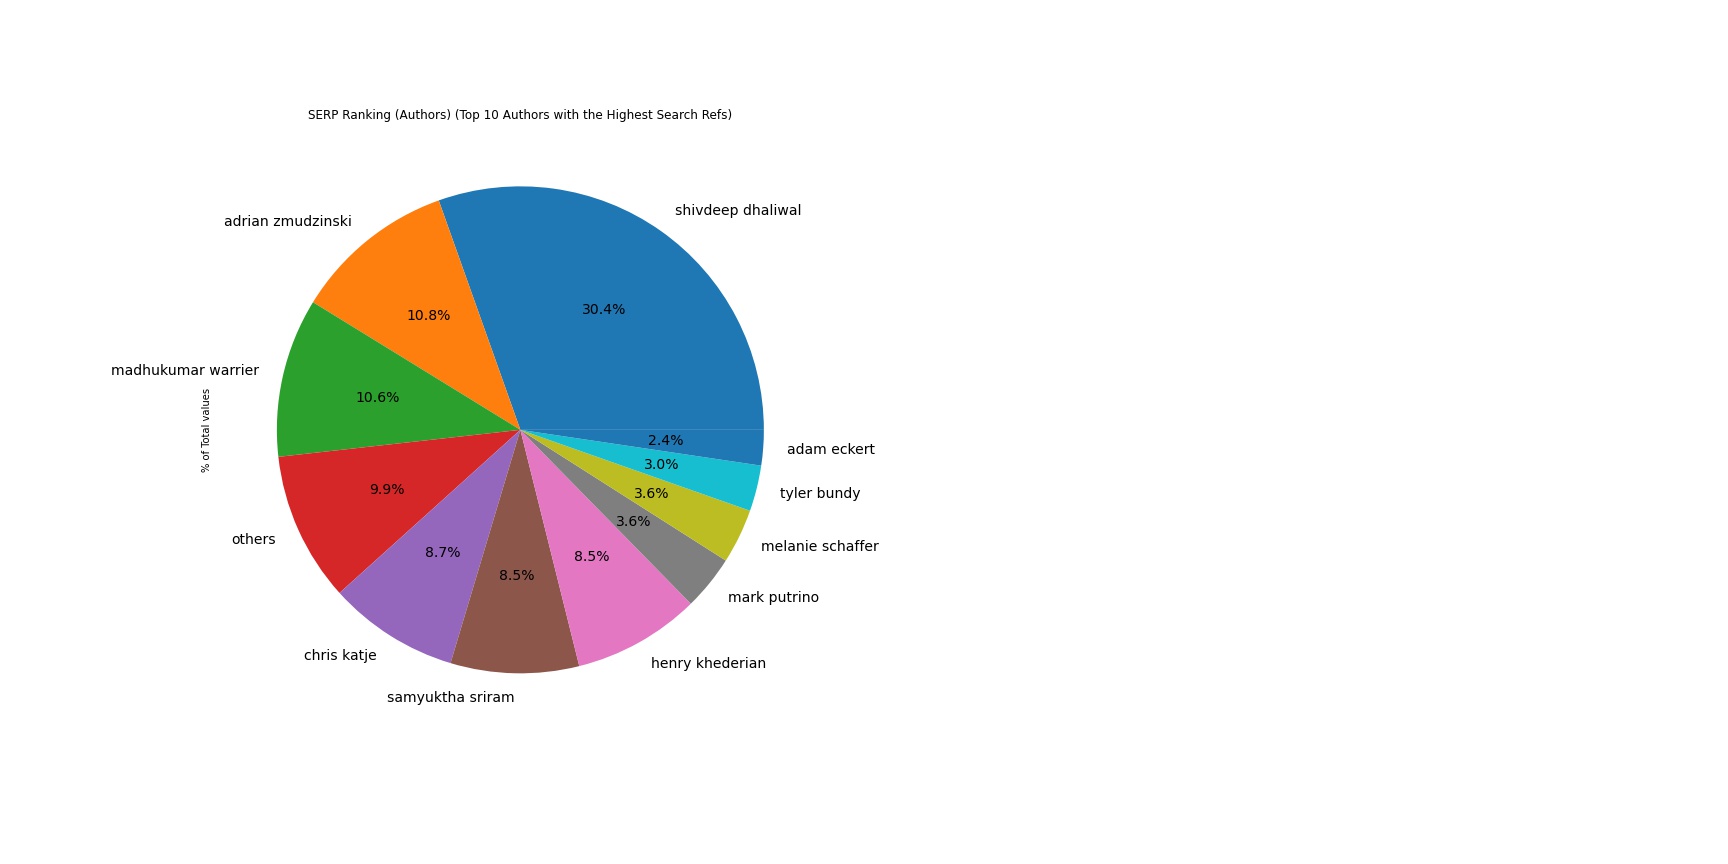 SERP Ranking (Authors) (Top 10 Authors with the Highest Search Refs)
shivdeep dhaliwal
30.4%
adrian zmudzinski
10.8%
madhukumar warrier
10.6%
% of Total values
others
9.9%
chris katje
8.7%
samyuktha sriram
8.5%
henry khederian
8.5%
mark putrino
3.6%
melanie schaffer
3.6%
tyler bundy
3.0%
adam eckert
2.4%